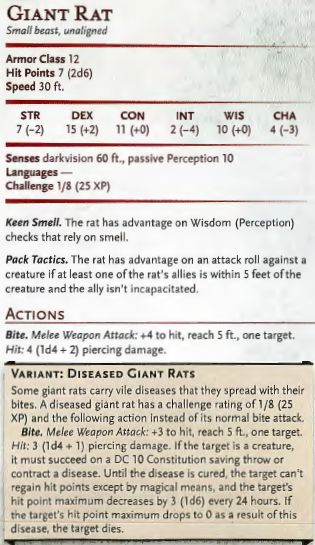 GIANT RAT
Small beast, unaligned
Armor Class 12
Hit Points 7 (2d6)
Speed 30 ft.
STR DEX CON INT WIS CHA
7 (−2) 15 (+2) 11 (+0) 2 (−4) 10 (+0) 4 (−3)
Senses darkvision 60 ft., passive Perception 10
Languages —
Challenge 1/8 (25 XP)
Keen Smell. The rat has advantage on Wisdom (Perception)
checks that rely on smell.
Pack Tactics. The rat has advantage on an attack roll against a
creature if at least one of the rat's allies is within 5 feet of the
creature and the ally isn't incapacitated.
ACTIONS
Bite. Melee Weapon Attack: +4 to hit, reach 5 ft., one target.
Hit: 4 (1d4 + 2) piercing damage.
VARIANT: DISEASED GIANT RATS
Some giant rats carry vile diseases that they spread with their
bites. A diseased giant rat has a challenge rating of 1/8 (25
XP) and the following action instead of its normal bite attack.
Bite. Melee Weapon Attack: +3 to hit, reach 5 ft., one target.
Hit: 3 (1d4 + 1) piercing damage. If the target is a creature,
it must succeed on a DC 10 Constitution saving throw or
contract a disease. Until the disease is cured, the target can't
regain hit points except by magical means, and the target's
hit point maximum decreases by 3 (1d6) every 24 hours. If
the target's hit point maximum drops to 0 as a result of this
disease, the target dies.